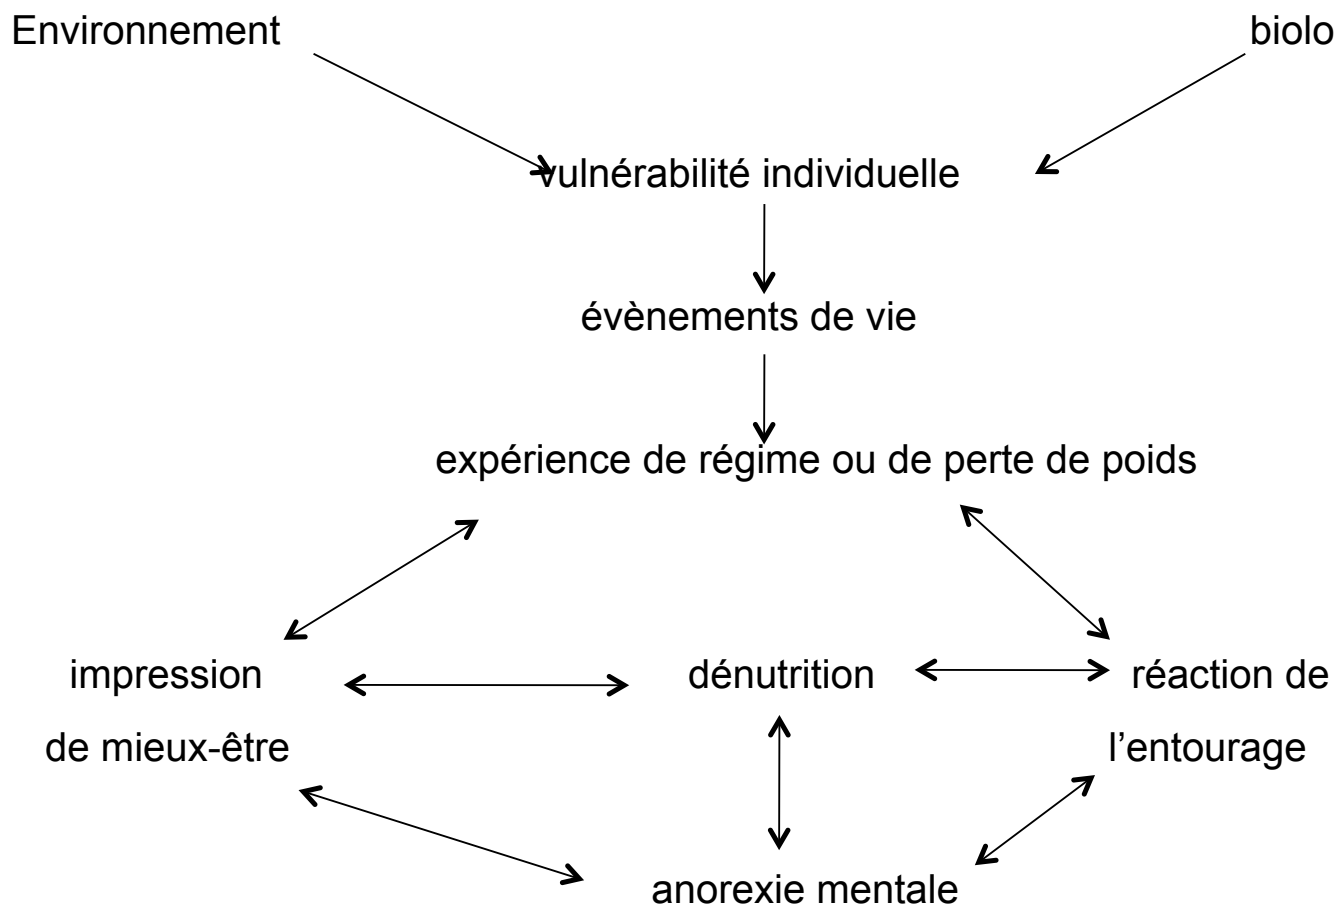 Environnement biolo
vulnérabilité individuelle
évènements de vie
expérience de régime ou de perte de poids
impression dénutrition réaction de
de mieux-être l’entourage
anorexie mentale